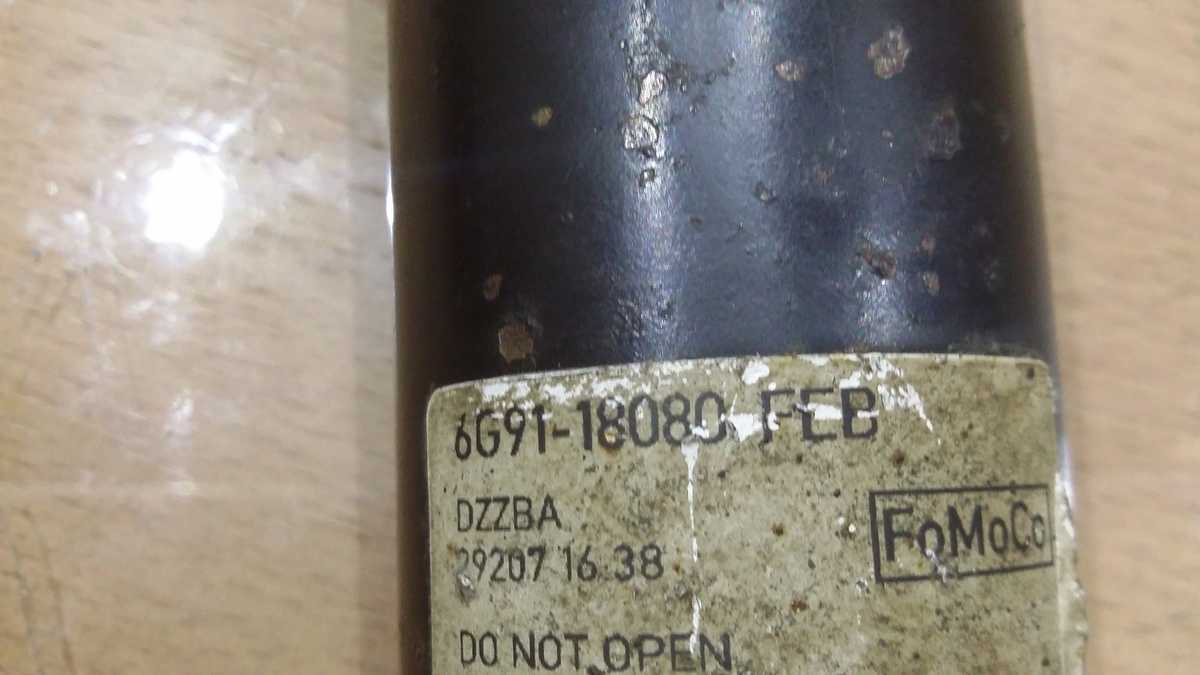 6G91-18080 FEB
DZZBA
FoMoCo
29207 16 38
DO NOT OPEN